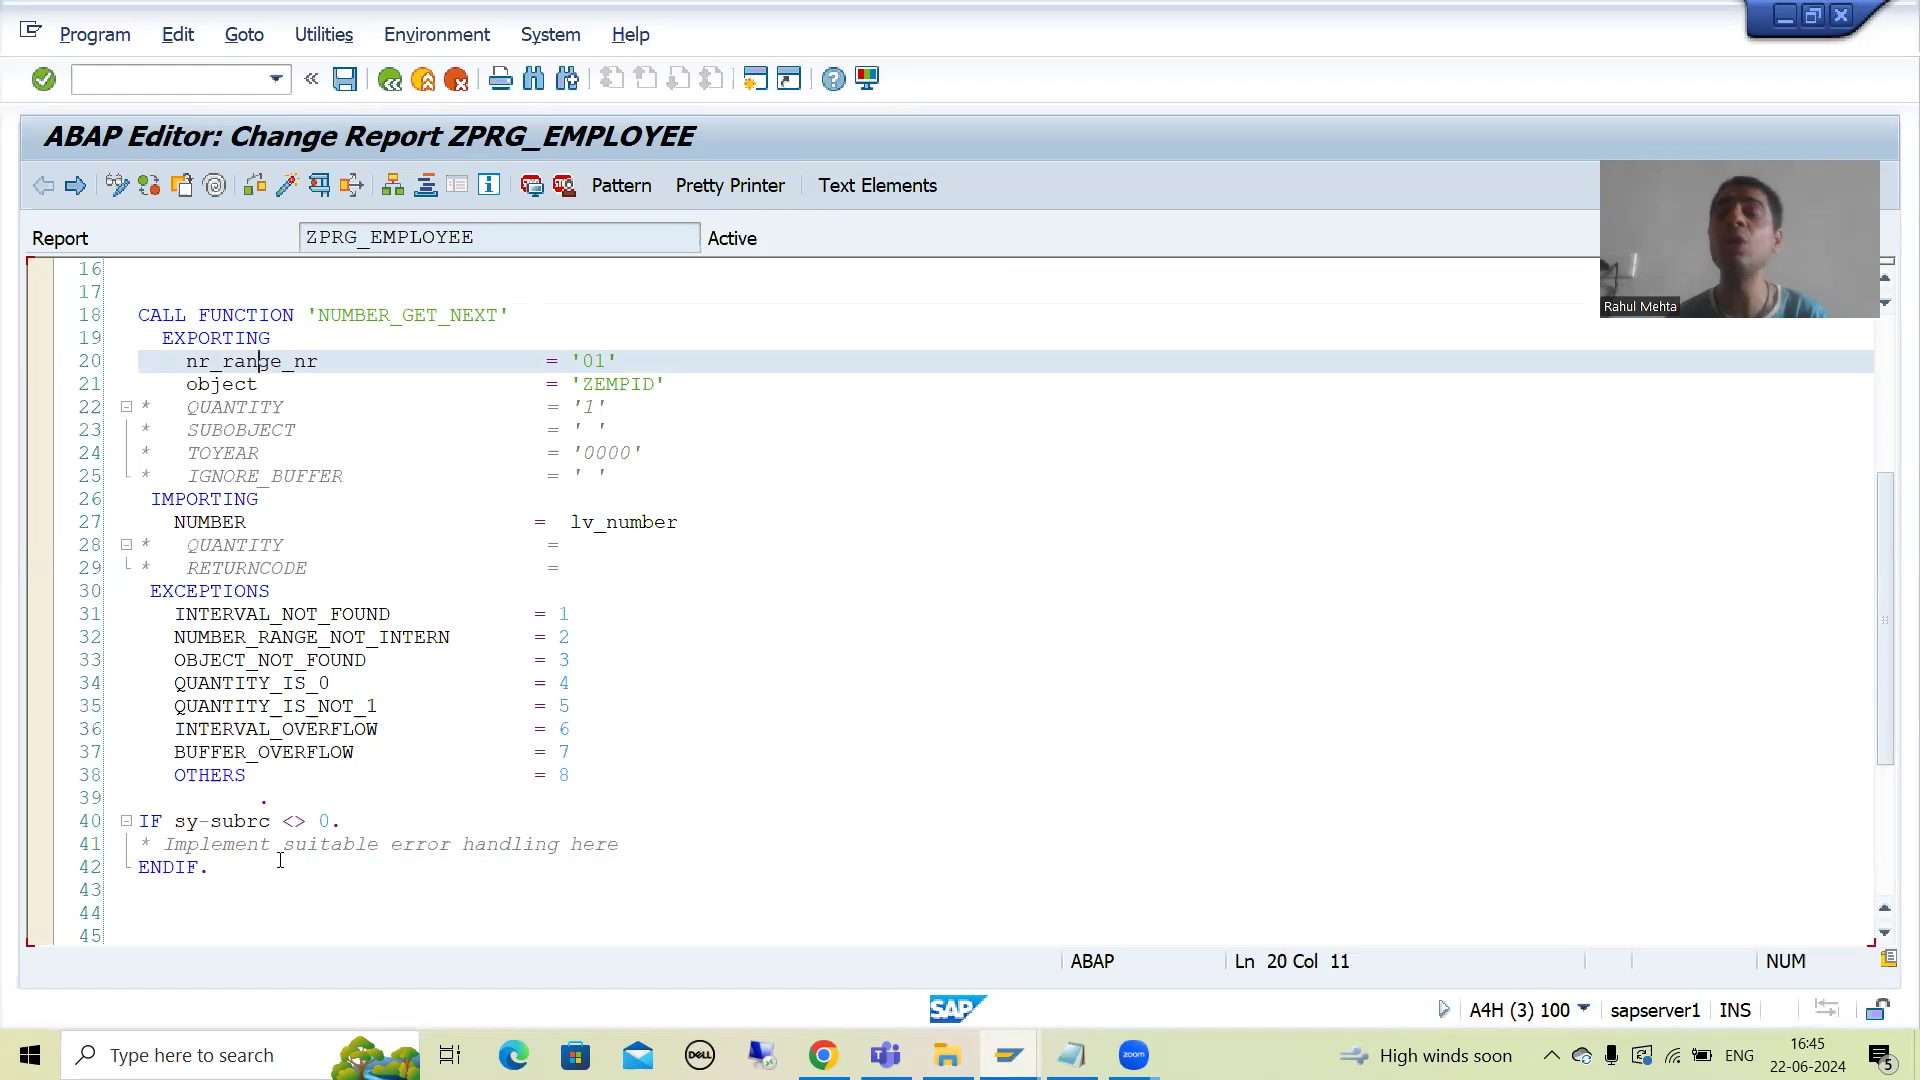 Program Edit Goto Utilities Environment System Help
ABAP Editor: Change Report ZPRG_EMPLOYEE
Pattern Pretty Printer Text Elements
Report ZPRG_EMPLOYEE Active
Rahul Mehta
16
17
18 CALL FUNCTION 'NUMBER_GET_NEXT'
19 EXPORTING
20 nr_range_nr = '01'
21 object = 'ZEMPID'
22 * QUANTITY = '1'
23 * SUBOBJECT = ' '
24 * TOYEAR = '0000'
25 * IGNORE_BUFFER = ' '
26 IMPORTING
27 NUMBER = lv_number
28 * QUANTITY =
29 * RETURNCODE =
30 EXCEPTIONS
31 INTERVAL_NOT_FOUND = 1
32 NUMBER_RANGE_NOT_INTERN = 2
33 OBJECT_NOT_FOUND = 3
34 QUANTITY_IS_0 = 4
35 QUANTITY_IS_NOT_1 = 5
36 INTERVAL_OVERFLOW = 6
37 BUFFER_OVERFLOW = 7
38 OTHERS = 8
39 .
40 IF sy-subrc <> 0.
41 * Implement suitable error handling here
42 ENDIF.
43
44
45
ABAP Ln 20 Col 11 NUM
SAP A4H (3) 100 sapserver1 INS
Type here to search DELL zoom High winds soon ENG 16:45
22-06-2024 5